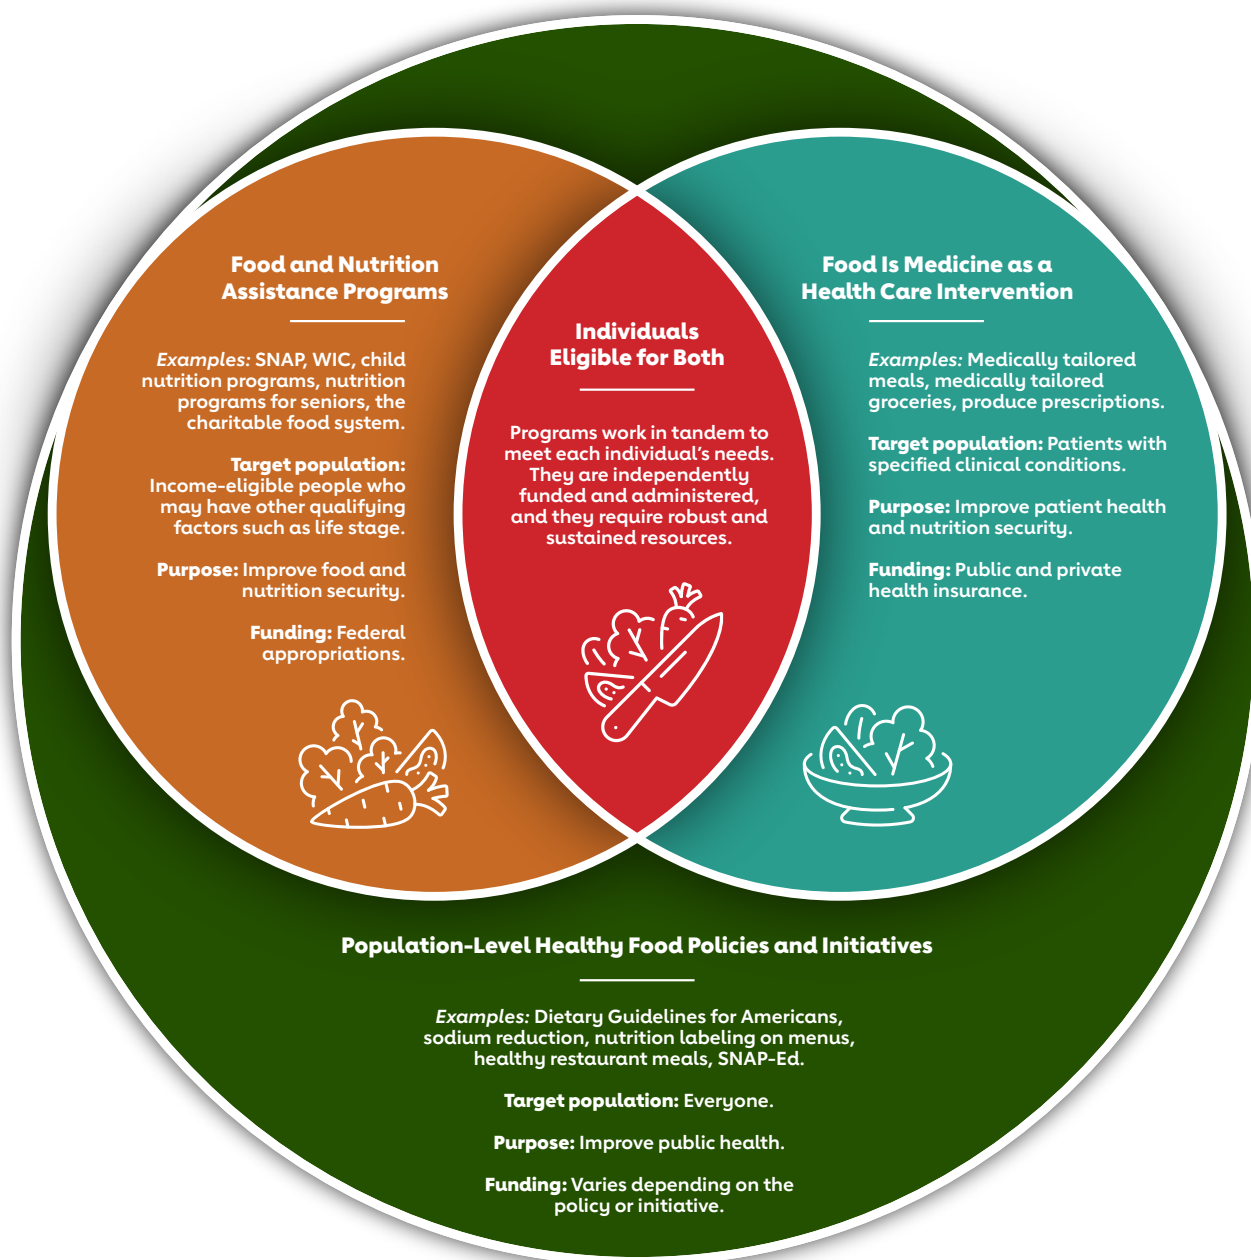 Food and Nutrition
Assistance Programs
Examples: SNAP, WIC, child
nutrition programs, nutrition
programs for seniors, the
charitable food system.
Target population:
Income-eligible people who
may have other qualifying
factors such as life stage.
Purpose: Improve food and
nutrition security.
Funding: Federal
appropriations.
Individuals
Eligible for Both
Programs work in tandem to
meet each individual’s needs.
They are independently
funded and administered,
and they require robust and
sustained resources.
Food Is Medicine as a
Health Care Intervention
Examples: Medically tailored
meals, medically tailored
groceries, produce prescriptions.
Target population: Patients with
specified clinical conditions.
Purpose: Improve patient health
and nutrition security.
Funding: Public and private
health insurance.
Population-Level Healthy Food Policies and Initiatives
Examples: Dietary Guidelines for Americans,
sodium reduction, nutrition labeling on menus,
healthy restaurant meals, SNAP-Ed.
Target population: Everyone.
Purpose: Improve public health.
Funding: Varies depending on the
policy or initiative.